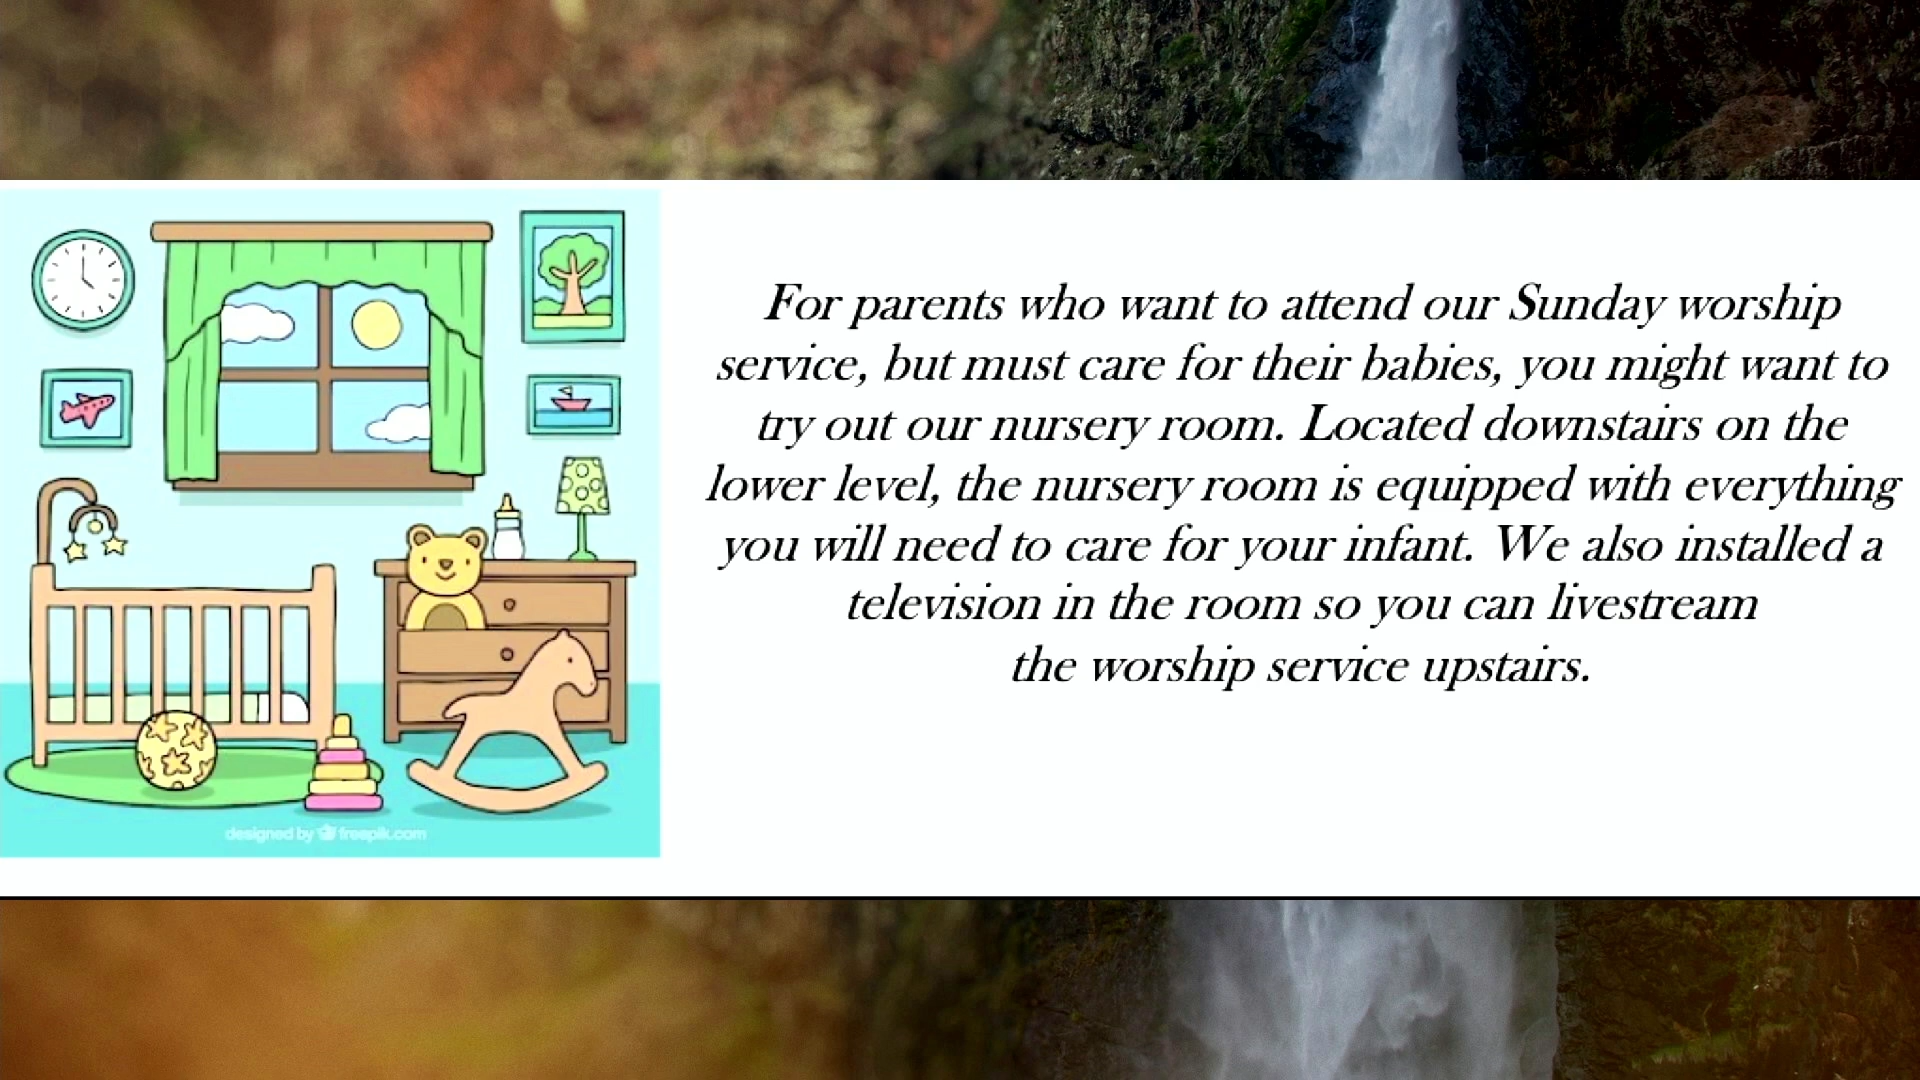 For parents who want to attend our Sunday worship
service, but must care for their babies, you might want to
try out our nursery room. Located downstairs on the
lower level, the nursery room is equipped with everything
you will need to care for your infant. We also installed a
television in the room so you can livestream
the worship service upstairs.
designed by freepik.com